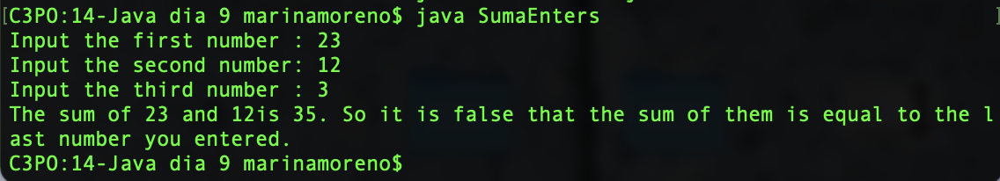 [C3PO:14-Java dia 9 marinamoreno$ java SumaEnters ]
Input the first number : 23
Input the second number: 12
Input the third number : 3
The sum of 23 and 12is 35. So it is false that the sum of them is equal to the l
ast number you entered.
C3PO:14-Java dia 9 marinamoreno$